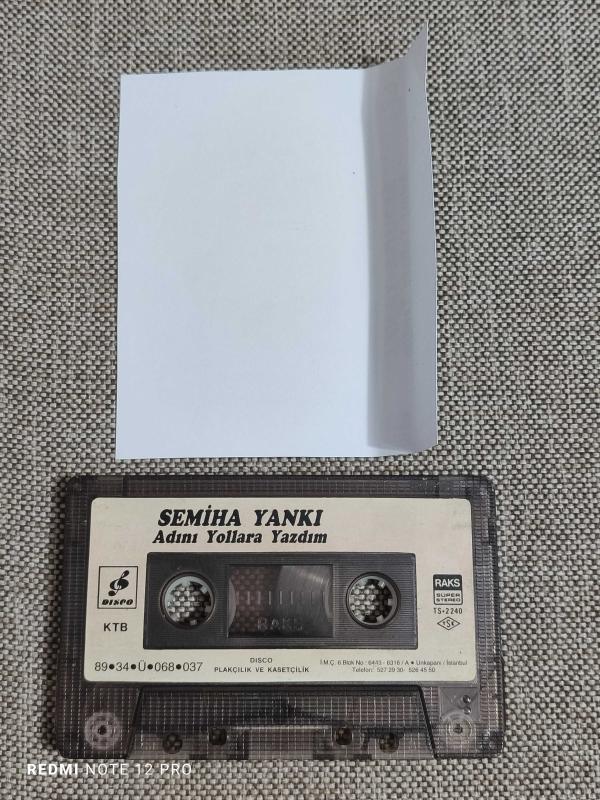 SEMİHA YANKI
Adını Yollara Yazdım
DISCO
KTB
RAKS
SUPER
STEREO
TS•2240
TSE
RAKS
89•34•Ü•068•037
DISCO
PLAKÇILIK VE KASETÇİLİK
İ.M.Ç. 6.Blok No: 6443 - 6316 / A • Unkapanı / İstanbul
Telefon: 527 29 30 - 526 45 50
REDMI NOTE 12 PRO